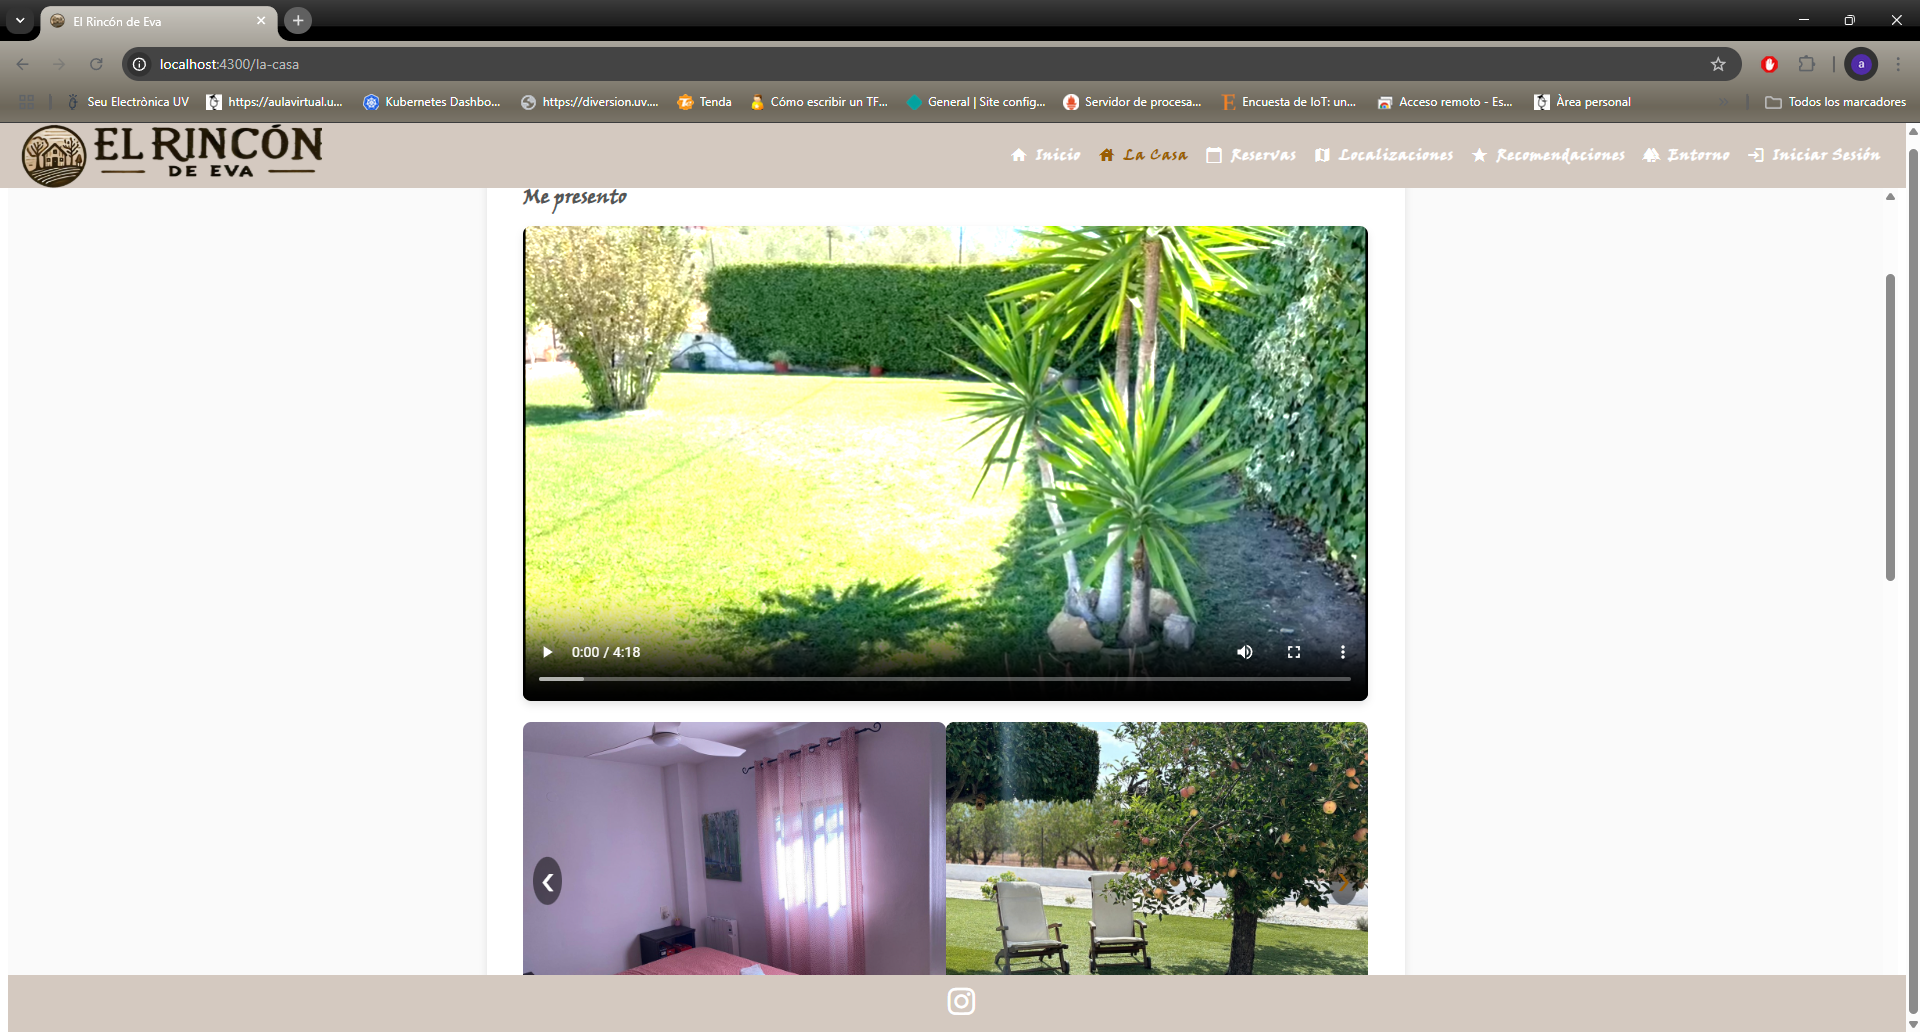 El Rincón de Eva
localhost:4300/la-casa
a
Seu Electrònica UV
https://aulavirtual.u...
Kubernetes Dashbo...
https://diversion.uv....
Tenda
Cómo escribir un TF...
General | Site config...
Servidor de procesa...
Encuesta de IoT: un...
Acceso remoto - Es...
Àrea personal
Todos los marcadores
EL RINCÓN
DE EVA
Inicio
La Casa
Reservas
Localizaciones
Recomendaciones
Entorno
Iniciar Sesión
Me presento
0:00 / 4:18